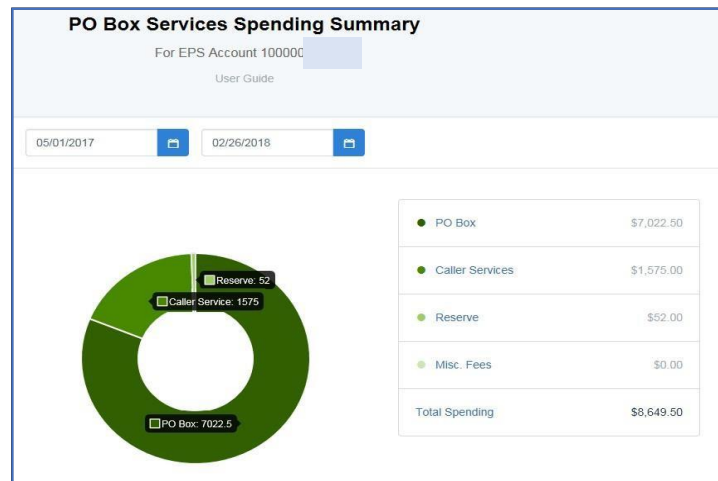 PO Box Services Spending Summary
For EPS Account 100000
User Guide
05/01/2017
02/26/2018
Reserve: 52
Caller Service: 1575
PO Box: 7022.5
PO Box $7,022.50
Caller Services $1,575.00
Reserve $52.00
Misc. Fees $0.00
Total Spending $8,649.50